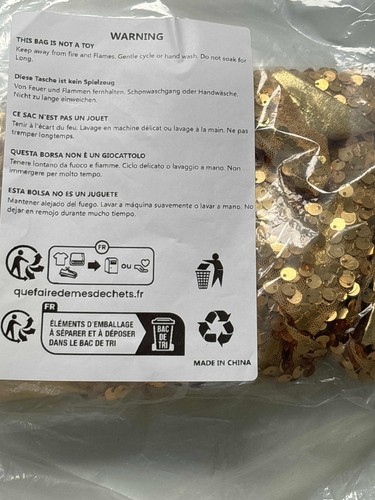 WARNING
THIS BAG IS NOT A TOY
Keep away from fire and Flames. Gentle cycle or hand wash. Do not soak for
Long.
Diese Tasche ist kein Spielzeug
Von Feuer und Flammen fernhalten. Schonwaschgang oder Handwäsche.
Nicht zu lange einweichen.
CE SAC N'EST PAS UN JOUET
Tenir à l'écart du feu. Lavage en machine délicat ou lavage à la main. Ne pas
tremper longtemps.
QUESTA BORSA NON È UN GIOCATTOLO
Tenere lontano da fuoco e fiamme. Ciclo delicato o lavaggio a mano. Non
immergere per molto tempo.
ESTA BOLSA NO ES UN JUGUETE
Mantener alejado del fuego. Lavar a máquina suavemente o lavar a mano. No
dejar en remojo durante mucho tiempo.
FR
OU
quefairedemesdechets.fr
FR
ÉLÉMENTS D'EMBALLAGE
À SÉPARER ET À DÉPOSER
DANS LE BAC DE TRI
BAC
DE
TRI
MADE IN CHINA